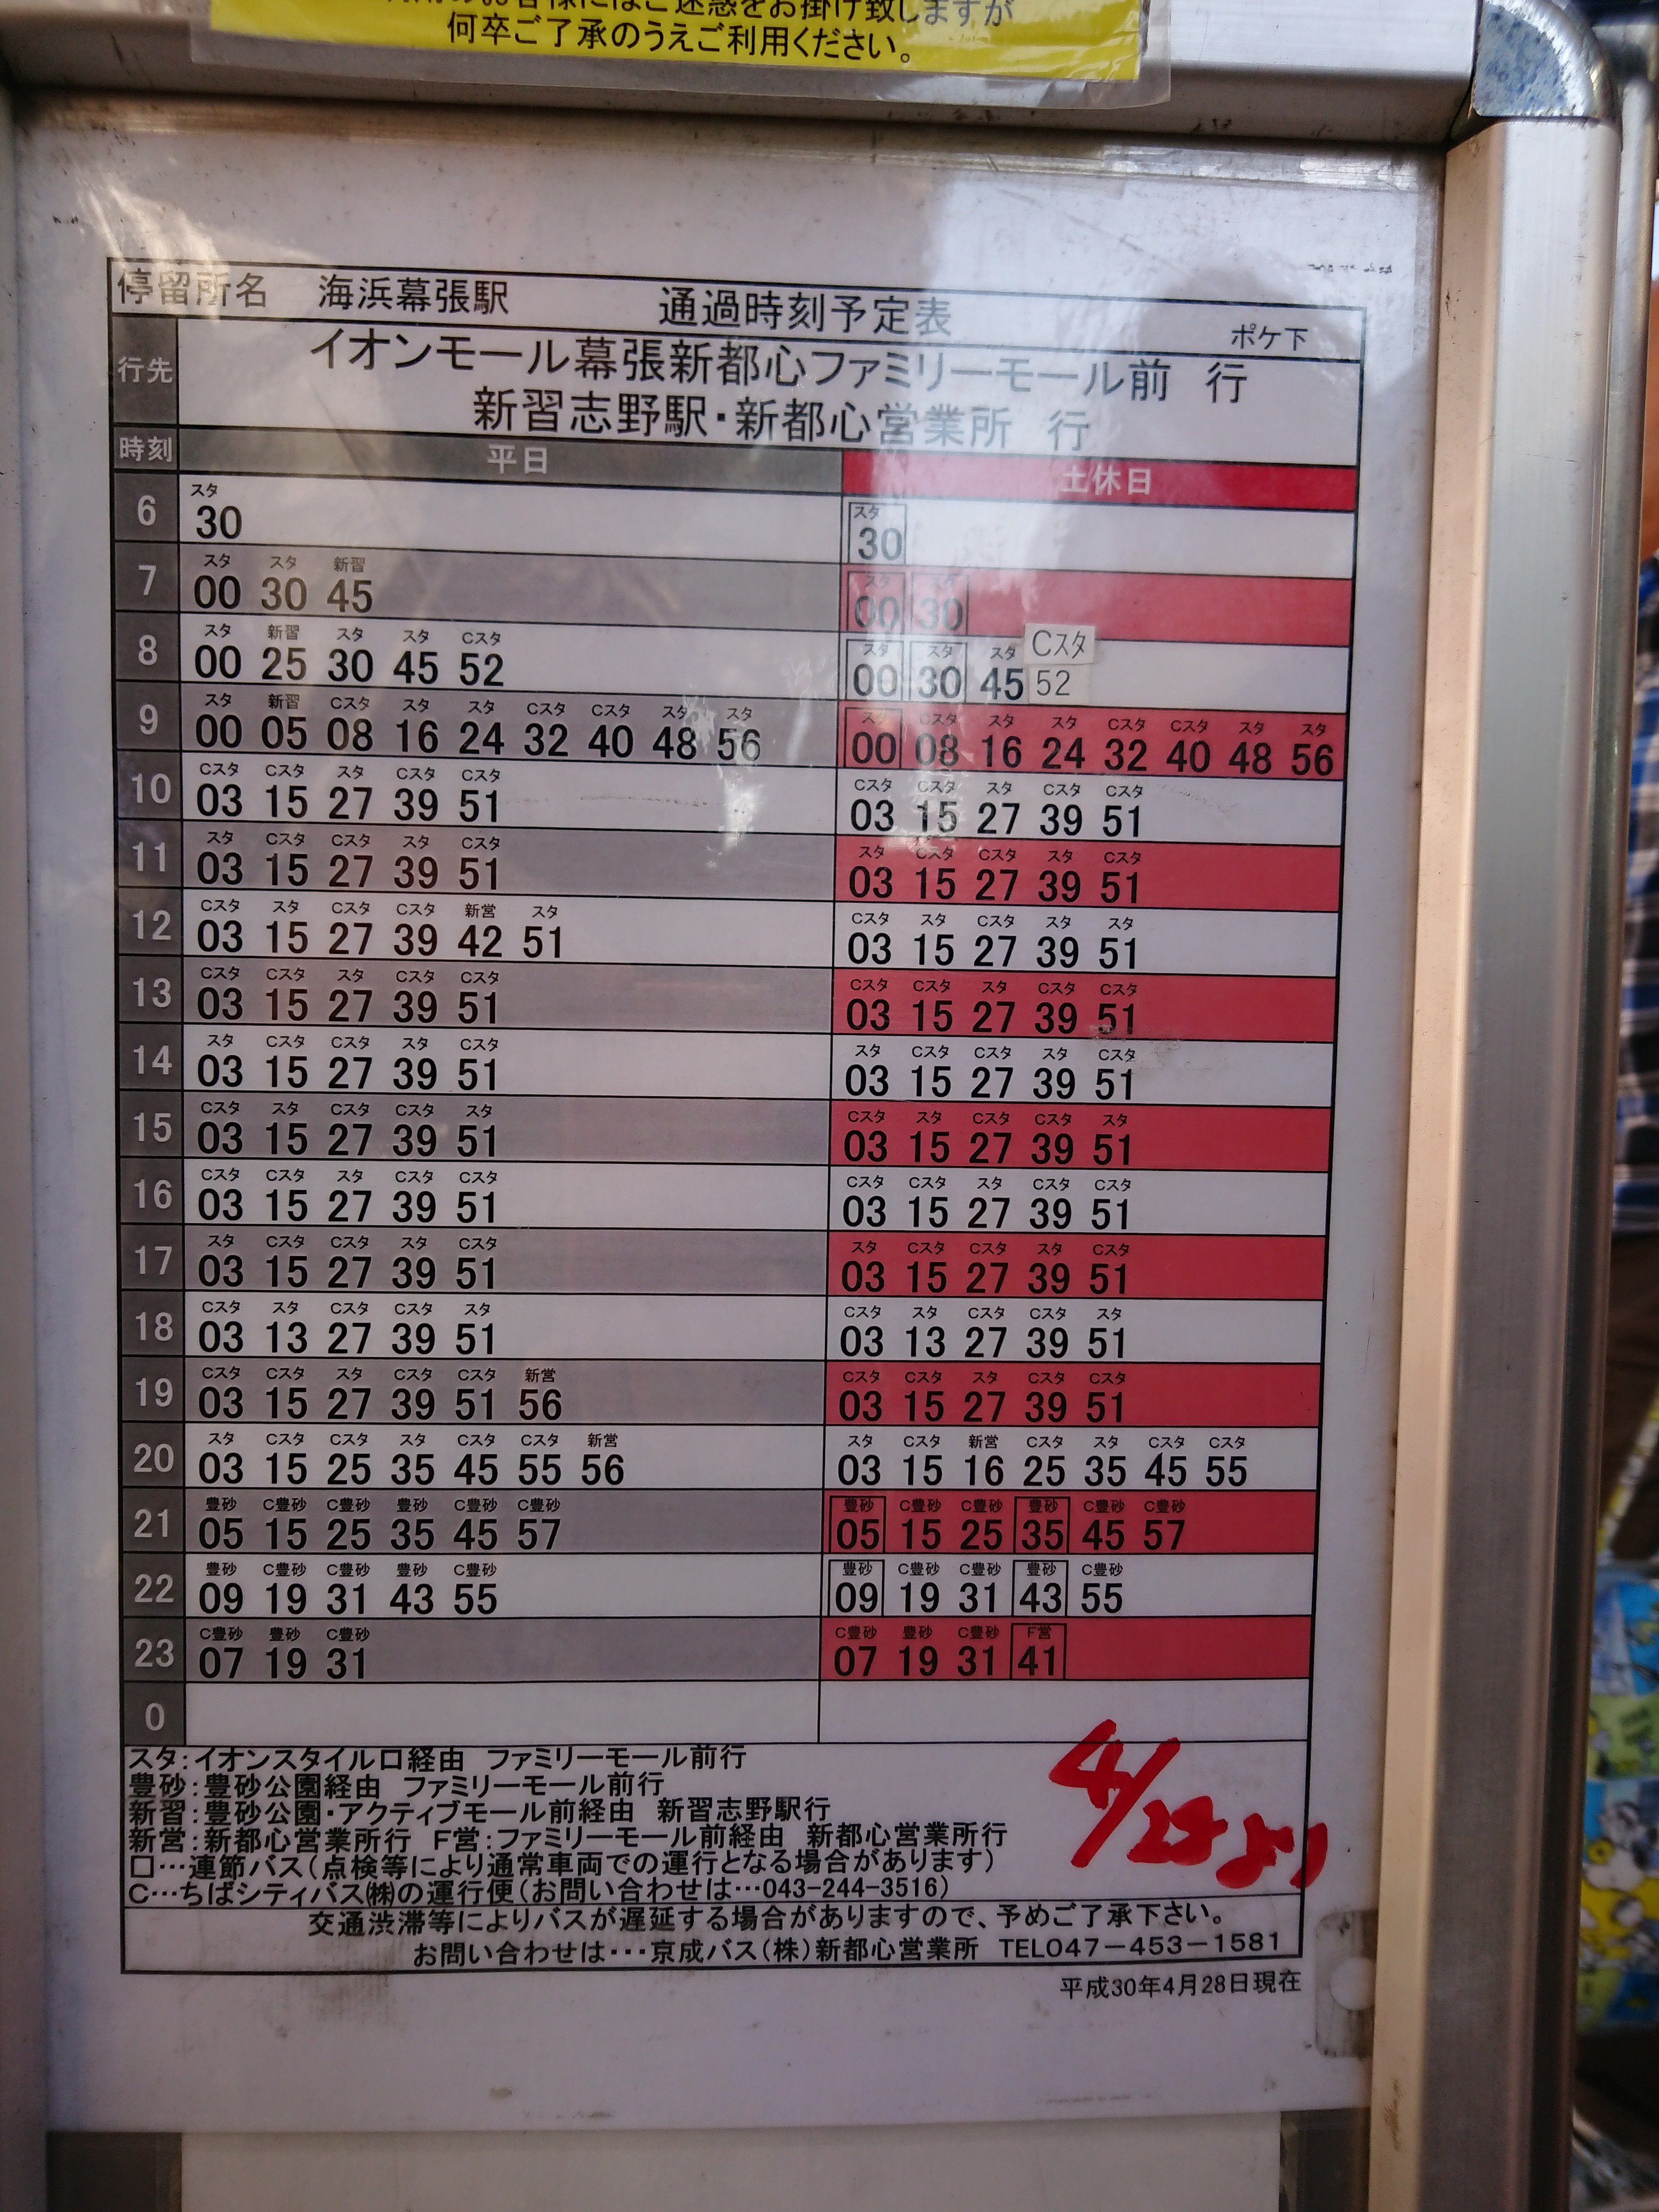 何卒ご了承のうえご利用ください。
停留所名 海浜幕張駅 通過時刻予定表 ポケ下
行先 イオンモール幕張新都心ファミリーモール前 行
新習志野駅・新都心営業所 行
時刻 平日 土休日
スタ スタ
6 30 30
スタ スタ 新習 スタ スタ
7 00 30 45 00 30
スタ 新習 スタ スタ Cスタ スタ スタ スタ Cスタ
8 00 25 30 45 52 00 30 45 52
スタ 新習 Cスタ スタ スタ Cスタ Cスタ スタ スタ スタ Cスタ スタ スタ Cスタ Cスタ スタ スタ
9 00 05 08 16 24 32 40 48 56 00 08 16 24 32 40 48 56
Cスタ Cスタ スタ Cスタ Cスタ Cスタ Cスタ スタ Cスタ Cスタ
10 03 15 27 39 51 03 15 27 39 51
スタ Cスタ Cスタ スタ Cスタ スタ Cスタ Cスタ スタ Cスタ
11 03 15 27 39 51 03 15 27 39 51
Cスタ スタ Cスタ Cスタ 新営 スタ Cスタ スタ Cスタ スタ スタ
12 03 15 27 39 42 51 03 15 27 39 51
Cスタ Cスタ スタ Cスタ Cスタ Cスタ Cスタ スタ Cスタ Cスタ
13 03 15 27 39 51 03 15 27 39 51
スタ Cスタ Cスタ スタ Cスタ スタ Cスタ Cスタ スタ Cスタ
14 03 15 27 39 51 03 15 27 39 51
Cスタ スタ Cスタ Cスタ スタ Cスタ スタ Cスタ Cスタ スタ
15 03 15 27 39 51 03 15 27 39 51
Cスタ Cスタ スタ Cスタ Cスタ Cスタ Cスタ スタ Cスタ Cスタ
16 03 15 27 39 51 03 15 27 39 51
スタ Cスタ Cスタ スタ Cスタ スタ Cスタ Cスタ スタ Cスタ
17 03 15 27 39 51 03 15 27 39 51
Cスタ スタ Cスタ Cスタ スタ Cスタ スタ Cスタ Cスタ スタ
18 03 13 27 39 51 03 13 27 39 51
Cスタ Cスタ スタ Cスタ Cスタ 新営 Cスタ Cスタ スタ Cスタ Cスタ
19 03 15 27 39 51 56 03 15 27 39 51
スタ Cスタ Cスタ スタ Cスタ Cスタ 新営 スタ Cスタ 新営 Cスタ スタ Cスタ Cスタ
20 03 15 25 35 45 55 56 03 15 16 25 35 45 55
豊砂 C豊砂 C豊砂 豊砂 C豊砂 C豊砂 豊砂 C豊砂 C豊砂 豊砂 C豊砂 C豊砂
21 05 15 25 35 45 57 05 15 25 35 45 57
豊砂 C豊砂 C豊砂 豊砂 C豊砂 豊砂 C豊砂 C豊砂 豊砂 C豊砂
22 09 19 31 43 55 09 19 31 43 55
C豊砂 豊砂 C豊砂 C豊砂 豊砂 C豊砂 F営
23 07 19 31 07 19 31 41
0
スタ:イオンスタイル口経由 ファミリーモール前行
豊砂:豊砂公園経由 ファミリーモール前行
新習:豊砂公園・アクティブモール前経由 新習志野駅行
新営:新都心営業所行 F営:ファミリーモール前経由 新都心営業所行
□…連節バス(点検等により通常車両での運行となる場合があります)
C…ちばシティバス㈱の運行便(お問い合わせは…043-244-3516)
4/28より
交通渋滞等によりバスが遅延する場合がありますので、予めご了承下さい。
お問い合わせは・・・京成バス(株)新都心営業所 TEL047-453-1581
平成30年4月28日現在